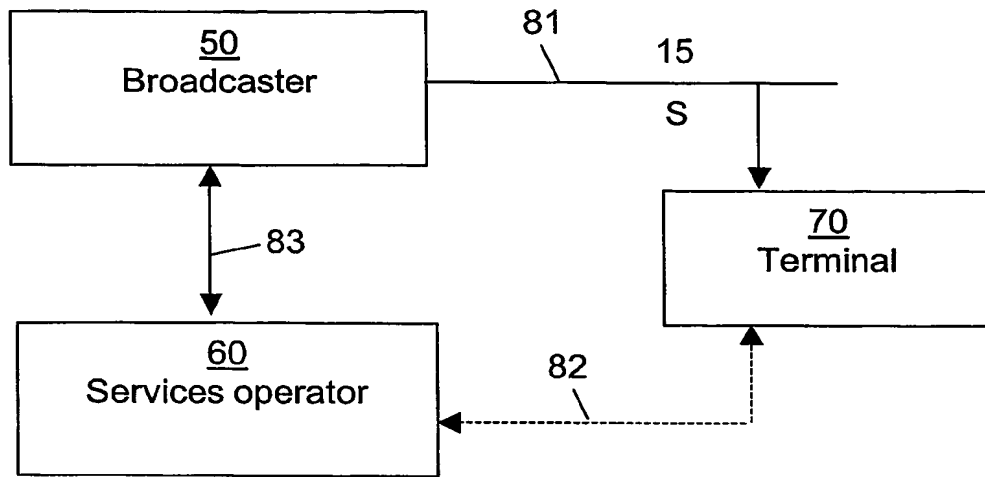 81
50
Broadcaster
15
S
70
Terminal
83
60
Services operator
82